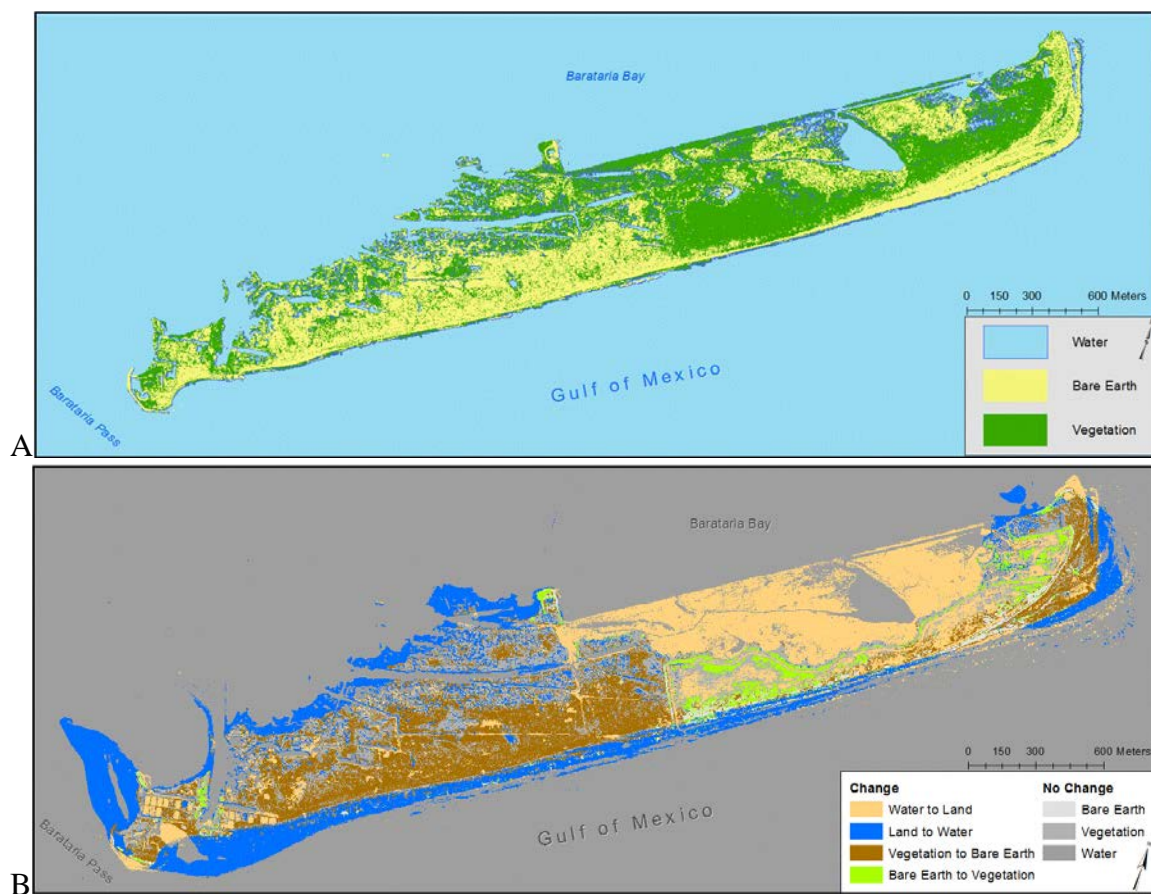 Barataria Bay
0 150 300 600 Meters
Water
Bare Earth
Vegetation
Gulf of Mexico
Barataria Pass
A
Barataria Bay
0 150 300 600 Meters
Change No Change
Water to Land Bare Earth
Land to Water Vegetation
Vegetation to Bare Earth Water
Bare Earth to Vegetation
Gulf of Mexico
Barataria Pass
B